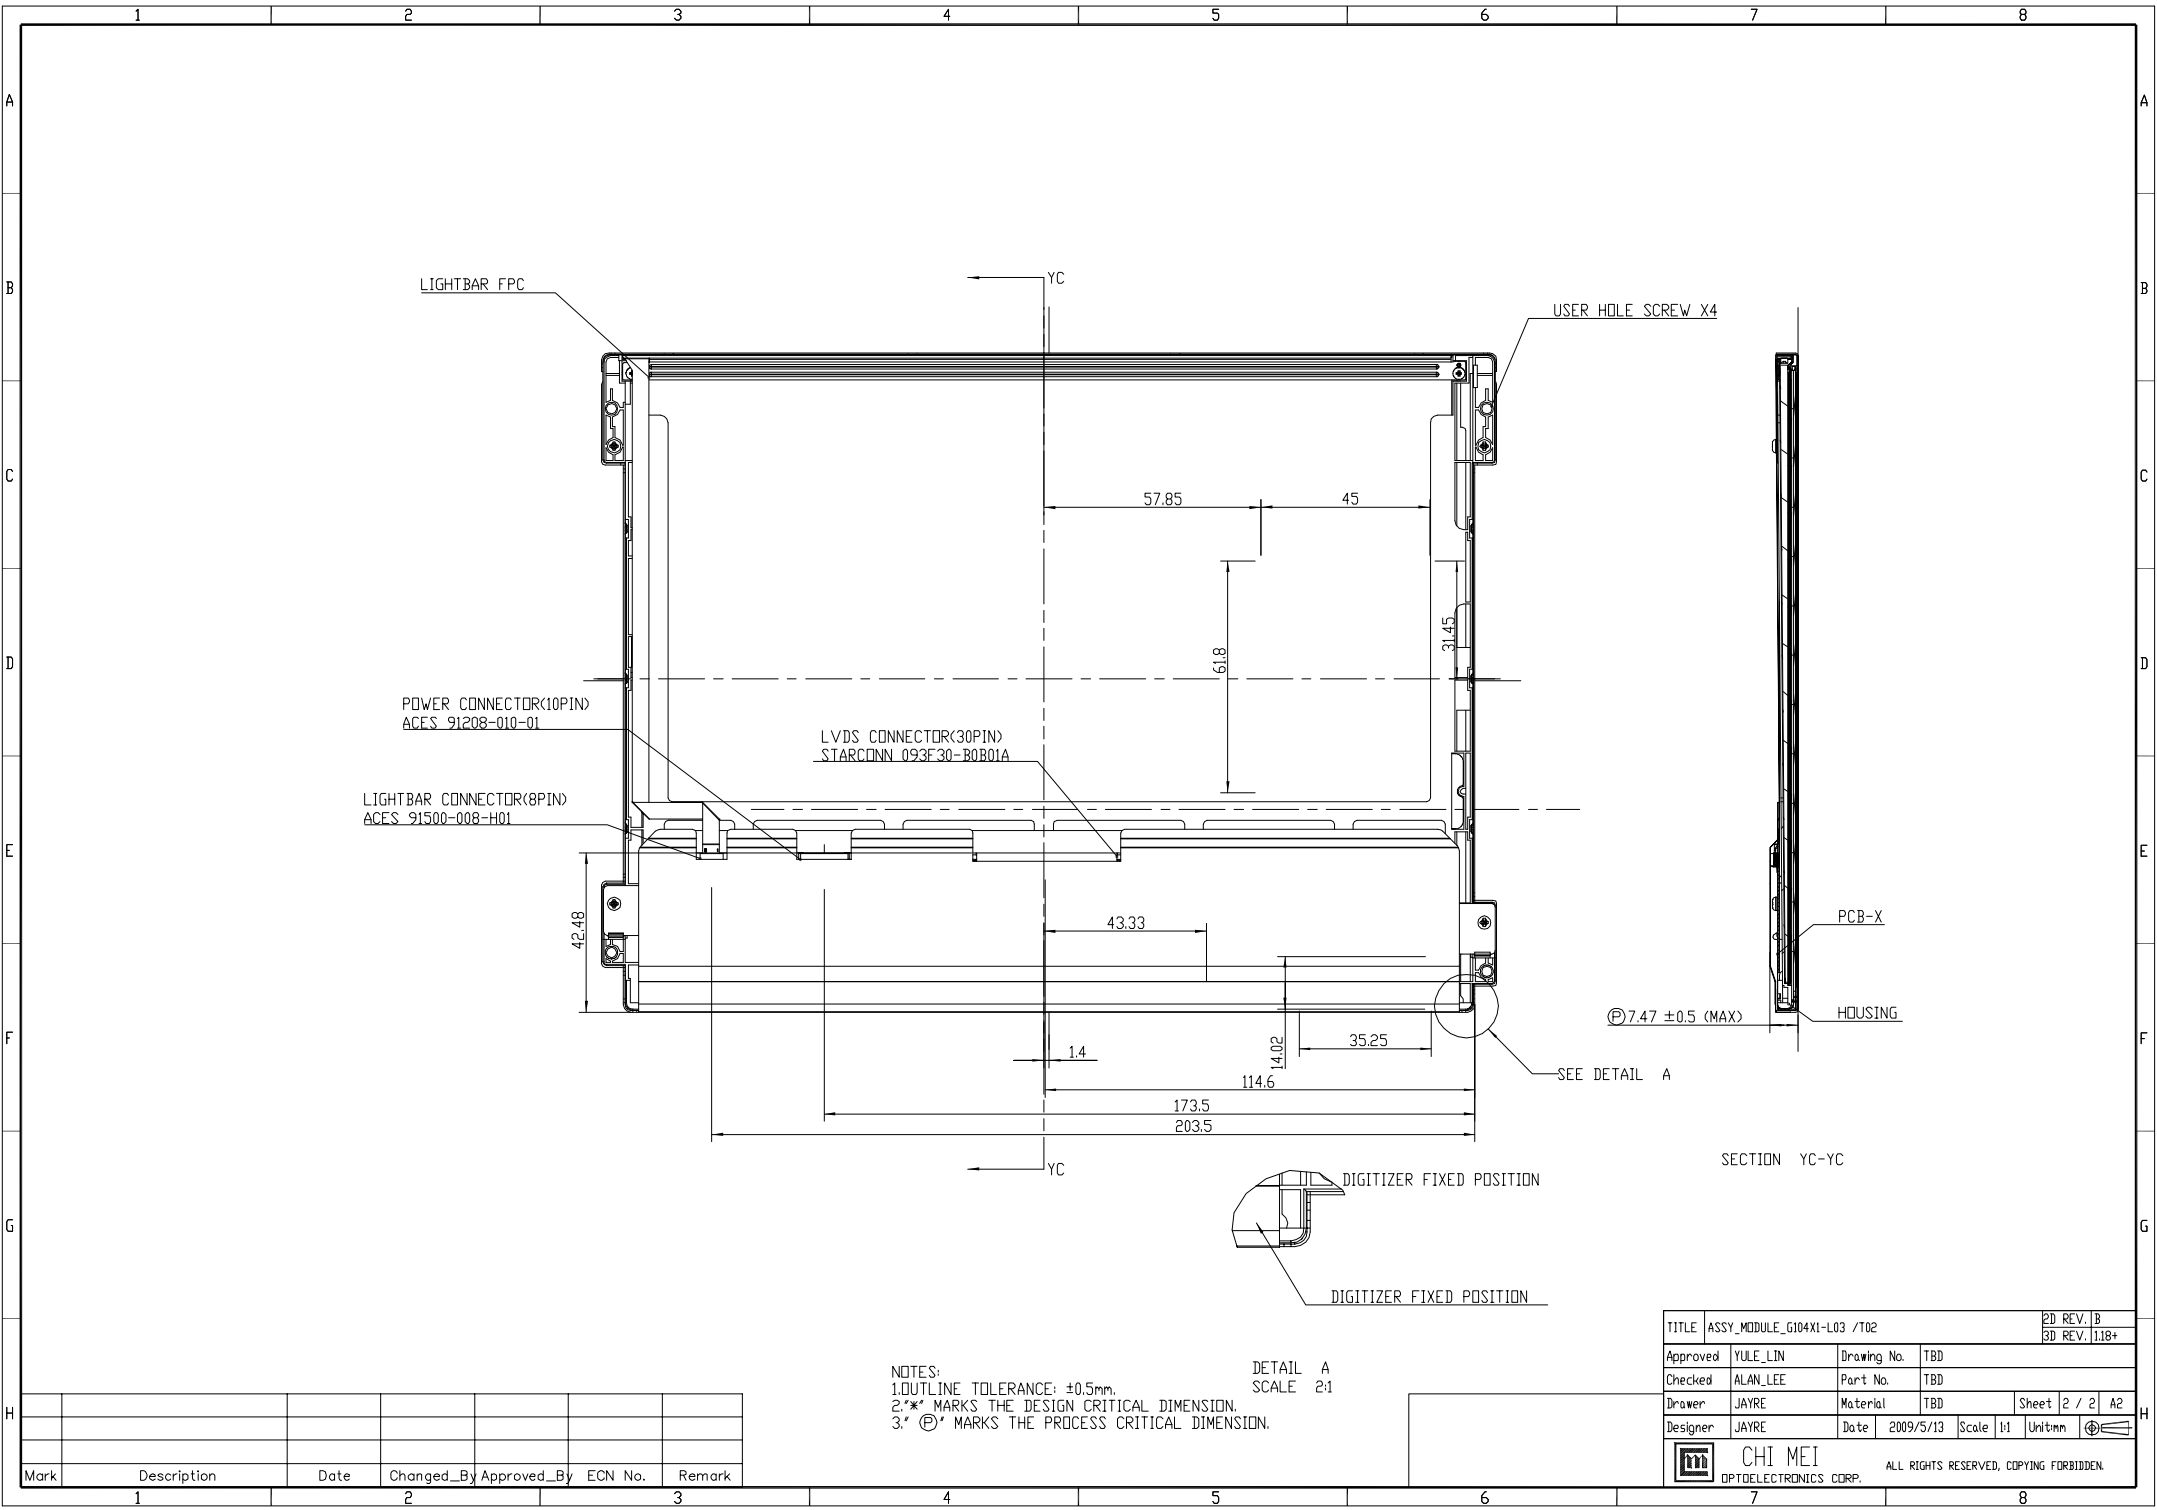 1 2 3 4 5 6 7 8
A A
B B
C C
D D
E E
F F
G G
H H
LIGHTBAR FPC
YC
USER HOLE SCREW X4
57.85
45
61.8
31.45
POWER CONNECTOR(10PIN)
ACES 91208-010-01
LVDS CONNECTOR(30PIN)
STARCONN 093F30-B0B01A
LIGHTBAR CONNECTOR(8PIN)
ACES 91500-008-H01
42.48
43.33
PCB-X
Ⓟ7.47 ±0.5 (MAX)
HOUSING
14.02
35.25
1.4
SEE DETAIL A
114.6
173.5
203.5
YC
SECTION YC-YC
DIGITIZER FIXED POSITION
DIGITIZER FIXED POSITION
DETAIL A
SCALE 2:1
NOTES:
1.OUTLINE TOLERANCE: ±0.5mm.
2."*" MARKS THE DESIGN CRITICAL DIMENSION.
3." Ⓟ" MARKS THE PROCESS CRITICAL DIMENSION.
TITLE ASSY_MODULE_G104X1-L03 /T02
2D REV. B
3D REV. 1.18+
Approved YULE_LIN Drawing No. TBD
Checked ALAN_LEE Part No. TBD
Drawer JAYRE Material TBD Sheet 2 / 2 A2
Designer JAYRE Date 2009/5/13 Scale 1:1 Unit:mm
CHI MEI
OPTOELECTRONICS CORP.
ALL RIGHTS RESERVED, COPYING FORBIDDEN.
Mark Description Date Changed_By Approved_By ECN No. Remark
1 2 3 4 5 6 7 8